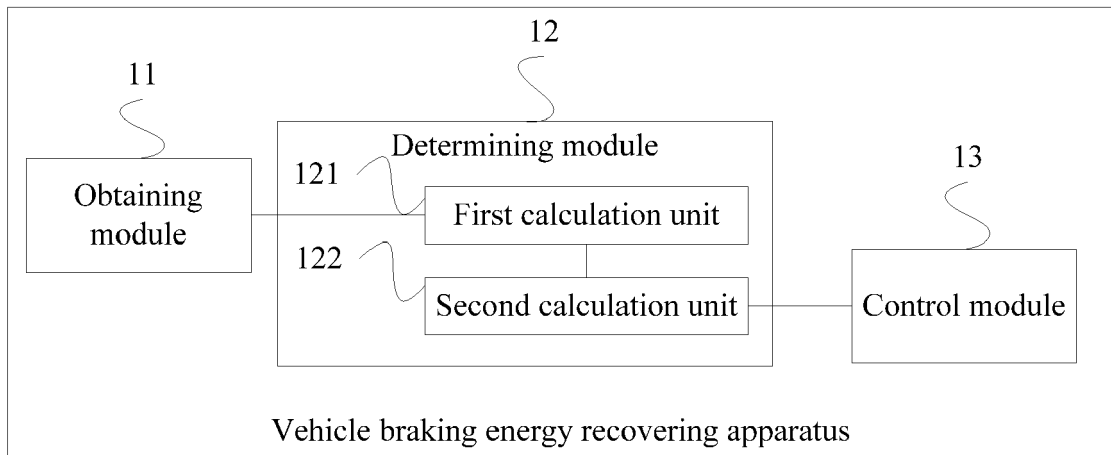 12
11
Determining module
121
13
Obtaining
module
First calculation unit
122
Second calculation unit
Control module
Vehicle braking energy recovering apparatus